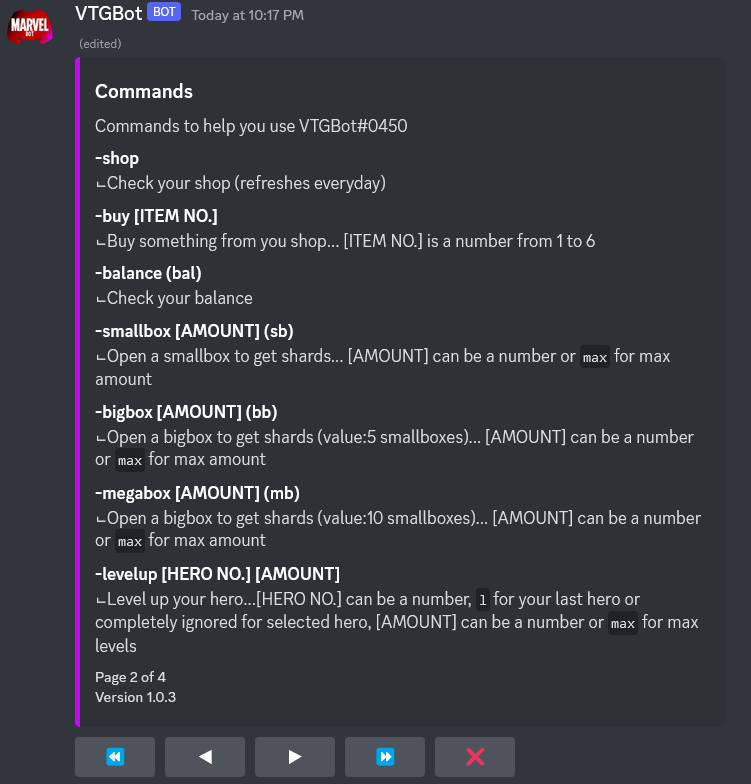 MARVEL
BOT
VTGBot BOT Today at 10:17 PM
(edited)
Commands
Commands to help you use VTGBot#0450
-shop
⌙Check your shop (refreshes everyday)
-buy [ITEM NO.]
⌙Buy something from you shop... [ITEM NO.] is a number from 1 to 6
-balance (bal)
⌙Check your balance
-smallbox [AMOUNT] (sb)
⌙Open a smallbox to get shards... [AMOUNT] can be a number or max for max
amount
-bigbox [AMOUNT] (bb)
⌙Open a bigbox to get shards (value:5 smallboxes)... [AMOUNT] can be a number
or max for max amount
-megabox [AMOUNT] (mb)
⌙Open a bigbox to get shards (value:10 smallboxes)... [AMOUNT] can be a number
or max for max amount
-levelup [HERO NO.] [AMOUNT]
⌙Level up your hero...[HERO NO.] can be a number, l for your last hero or
completely ignored for selected hero, [AMOUNT] can be a number or max for max
levels
Page 2 of 4
Version 1.0.3